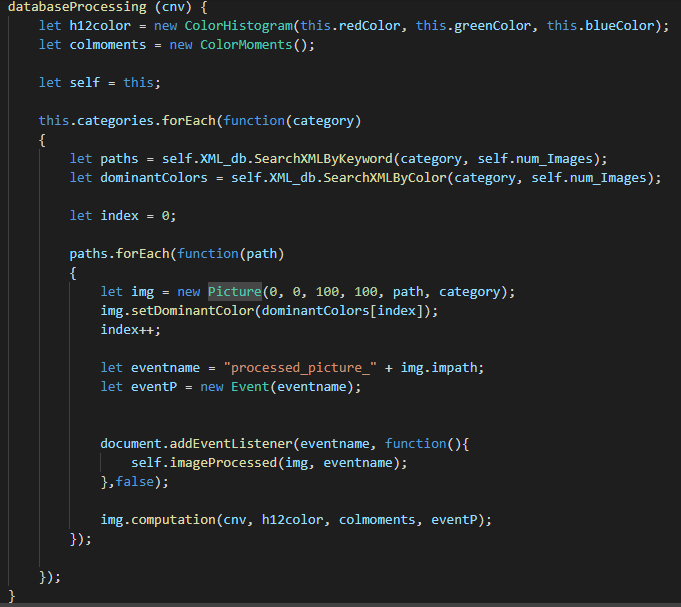 databaseProcessing (cnv) {
    let h12color = new ColorHistogram(this.redColor, this.greenColor, this.blueColor);
    let colmoments = new ColorMoments();

    let self = this;

    this.categories.forEach(function(category)
    {
        let paths = self.XML_db.SearchXMLByKeyword(category, self.num_Images);
        let dominantColors = self.XML_db.SearchXMLByColor(category, self.num_Images);

        let index = 0;

        paths.forEach(function(path)
        {
            let img = new Picture(0, 0, 100, 100, path, category);
            img.setDominantColor(dominantColors[index]);
            index++;

            let eventname = "processed_picture_" + img.impath;
            let eventP = new Event(eventname);


            document.addEventListener(eventname, function(){
                self.imageProcessed(img, eventname);
            },false);

            img.computation(cnv, h12color, colmoments, eventP);
        });

    });
}